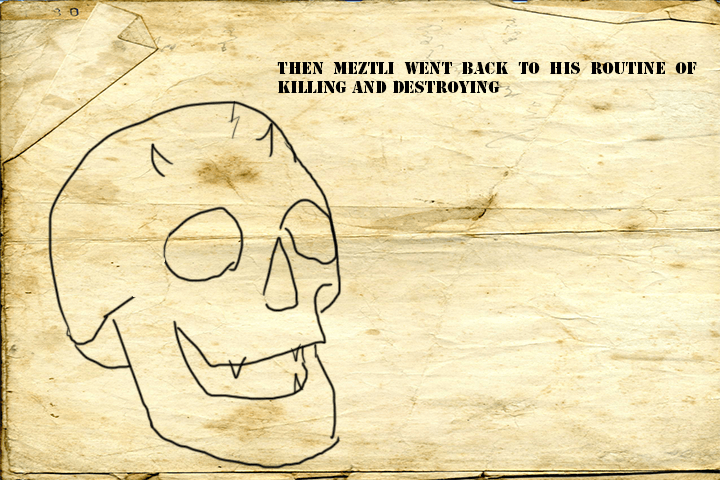 THEN MEZTLI WENT BACK TO HIS ROUTINE OF
KILLING AND DESTROYING